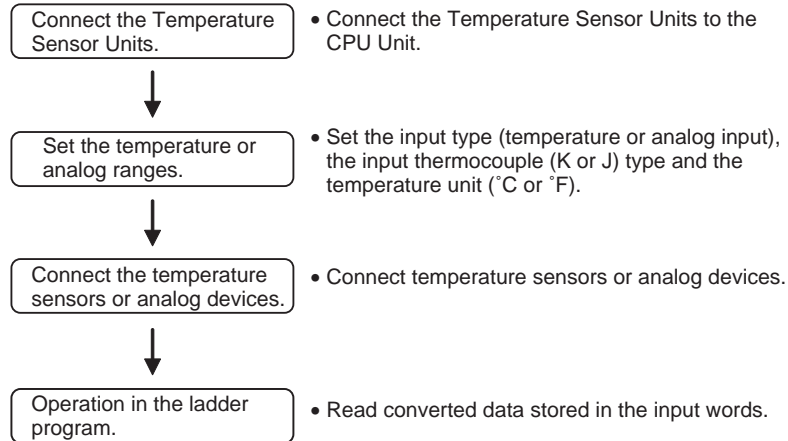 Connect the Temperature
Sensor Units.
• Connect the Temperature Sensor Units to the
CPU Unit.
Set the temperature or
analog ranges.
• Set the input type (temperature or analog input),
the input thermocouple (K or J) type and the
temperature unit (˚C or ˚F).
Connect the temperature
sensors or analog devices.
• Connect temperature sensors or analog devices.
Operation in the ladder
program.
• Read converted data stored in the input words.